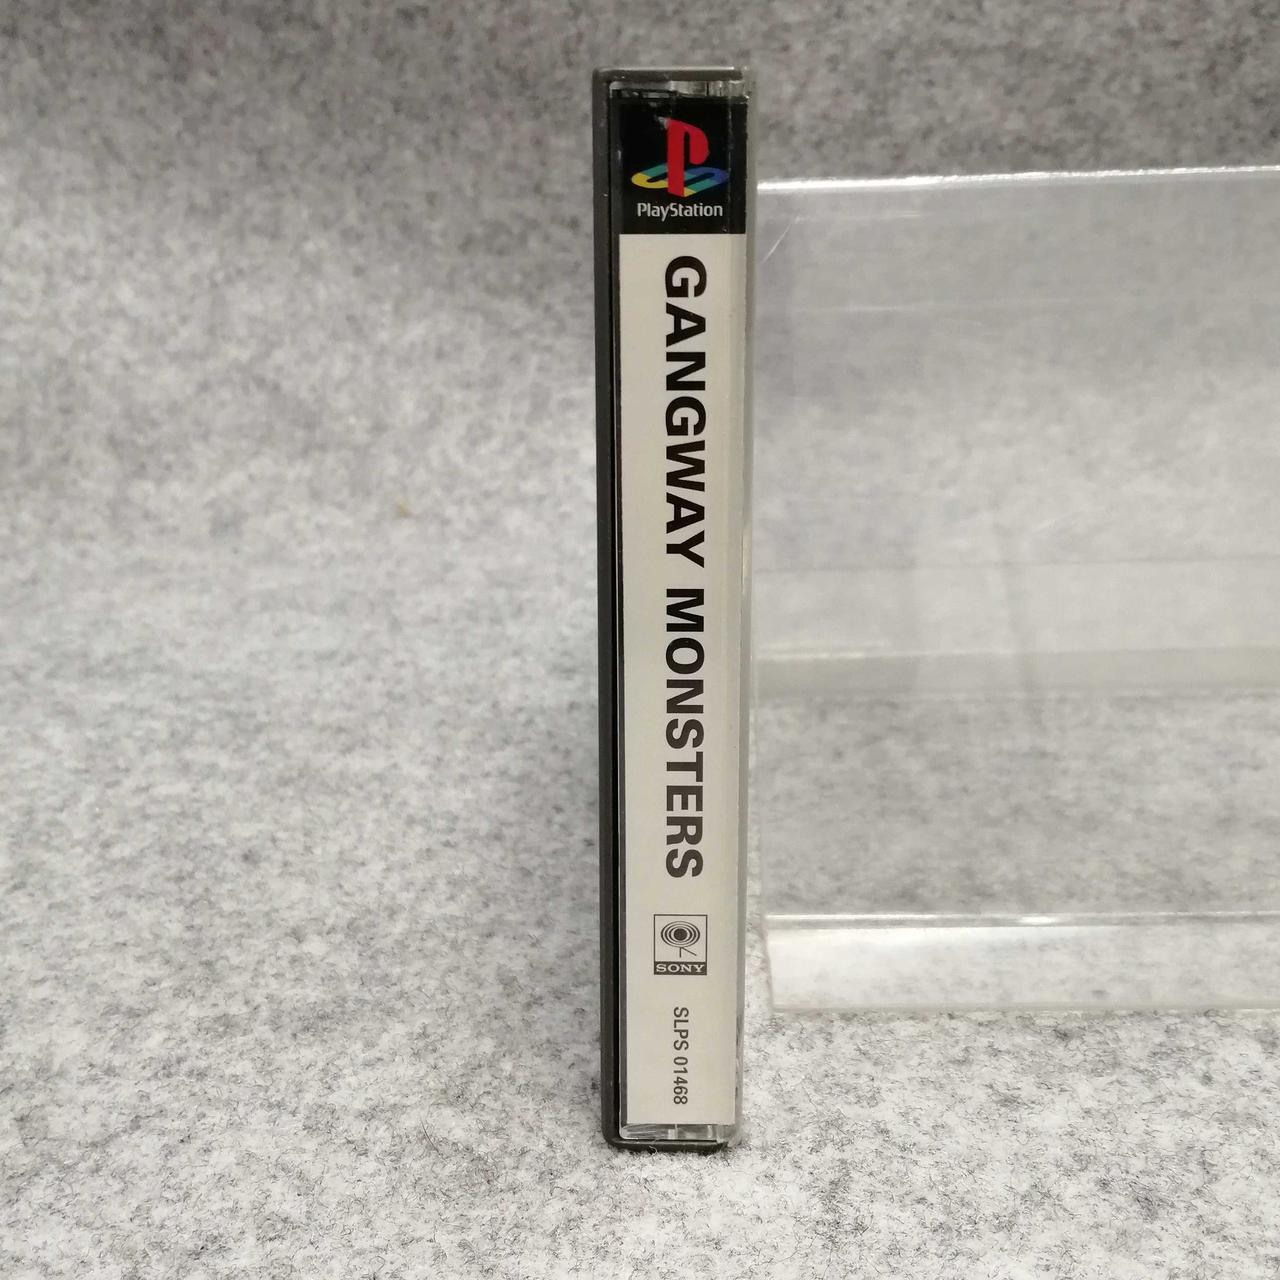 PlayStation
GANGWAY MONSTERS
SONY
SLPS 01468